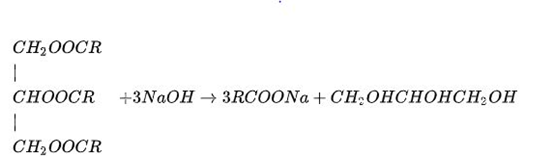 CH₂OOCR
|
CHOOCR +3NaOH → 3RCOONa + CH₂OHCHOHCH₂OH
|
CH₂OOCR